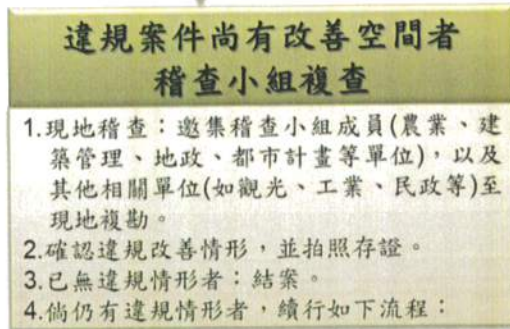 違規案件尚有改善空間者
稽查小組複查
1.現地稽查：邀集稽查小組成員(農業、建
築管理、地政、都市計畫等單位)，以及
其他相關單位(如觀光、工業、民政等)至
現地複勘。
2.確認違規改善情形，並拍照存證。
3.已無違規情形者：結案。
4.倘仍有違規情形者，續行如下流程：